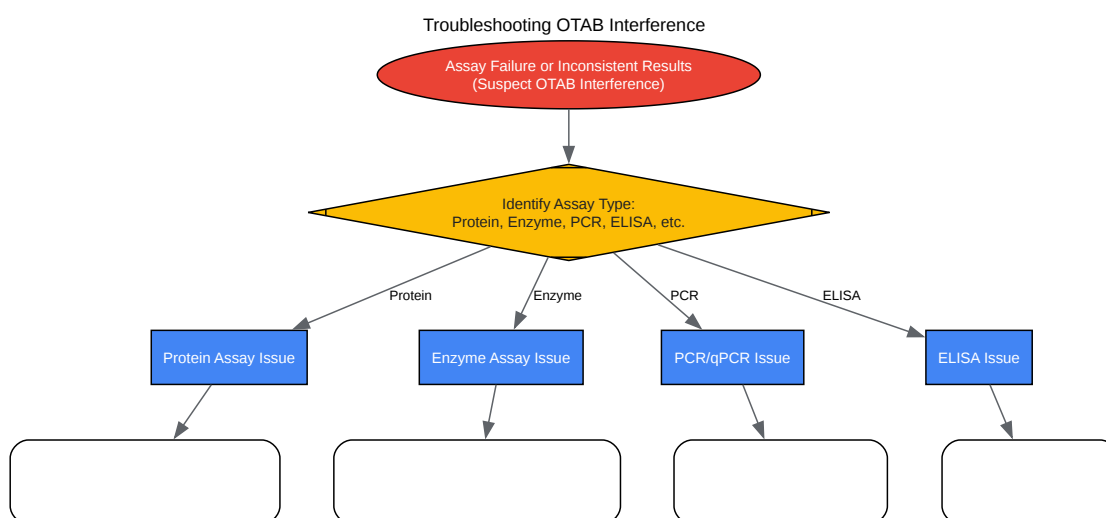 Troubleshooting OTAB Interference
Assay Failure or Inconsistent Results
(Suspect OTAB Interference)
Identify Assay Type:
Protein, Enzyme, PCR, ELISA, etc.
Protein
Enzyme
PCR
ELISA
Protein Assay Issue
Enzyme Assay Issue
PCR/qPCR Issue
ELISA Issue